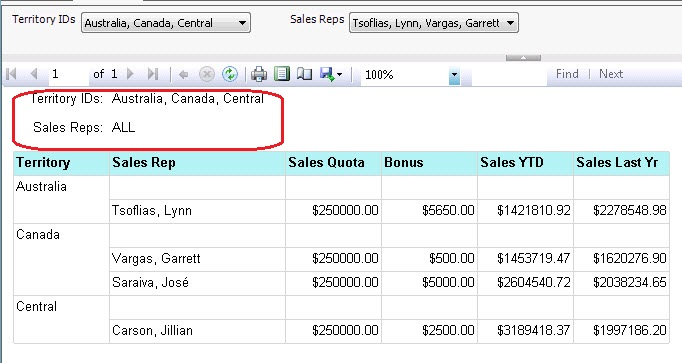 Territory IDs Australia, Canada, Central Sales Reps Tsoflias, Lynn, Vargas, Garrett
1 of 1 100% Find | Next
Territory IDs: Australia, Canada, Central
Sales Reps: ALL
Territory Sales Rep Sales Quota Bonus Sales YTD Sales Last Yr
Australia
Tsoflias, Lynn $250000.00 $5650.00 $1421810.92 $2278548.98
Canada
Vargas, Garrett $250000.00 $500.00 $1453719.47 $1620276.90
Saraiva, José $250000.00 $5000.00 $2604540.72 $2038234.65
Central
Carson, Jillian $250000.00 $2500.00 $3189418.37 $1997186.20